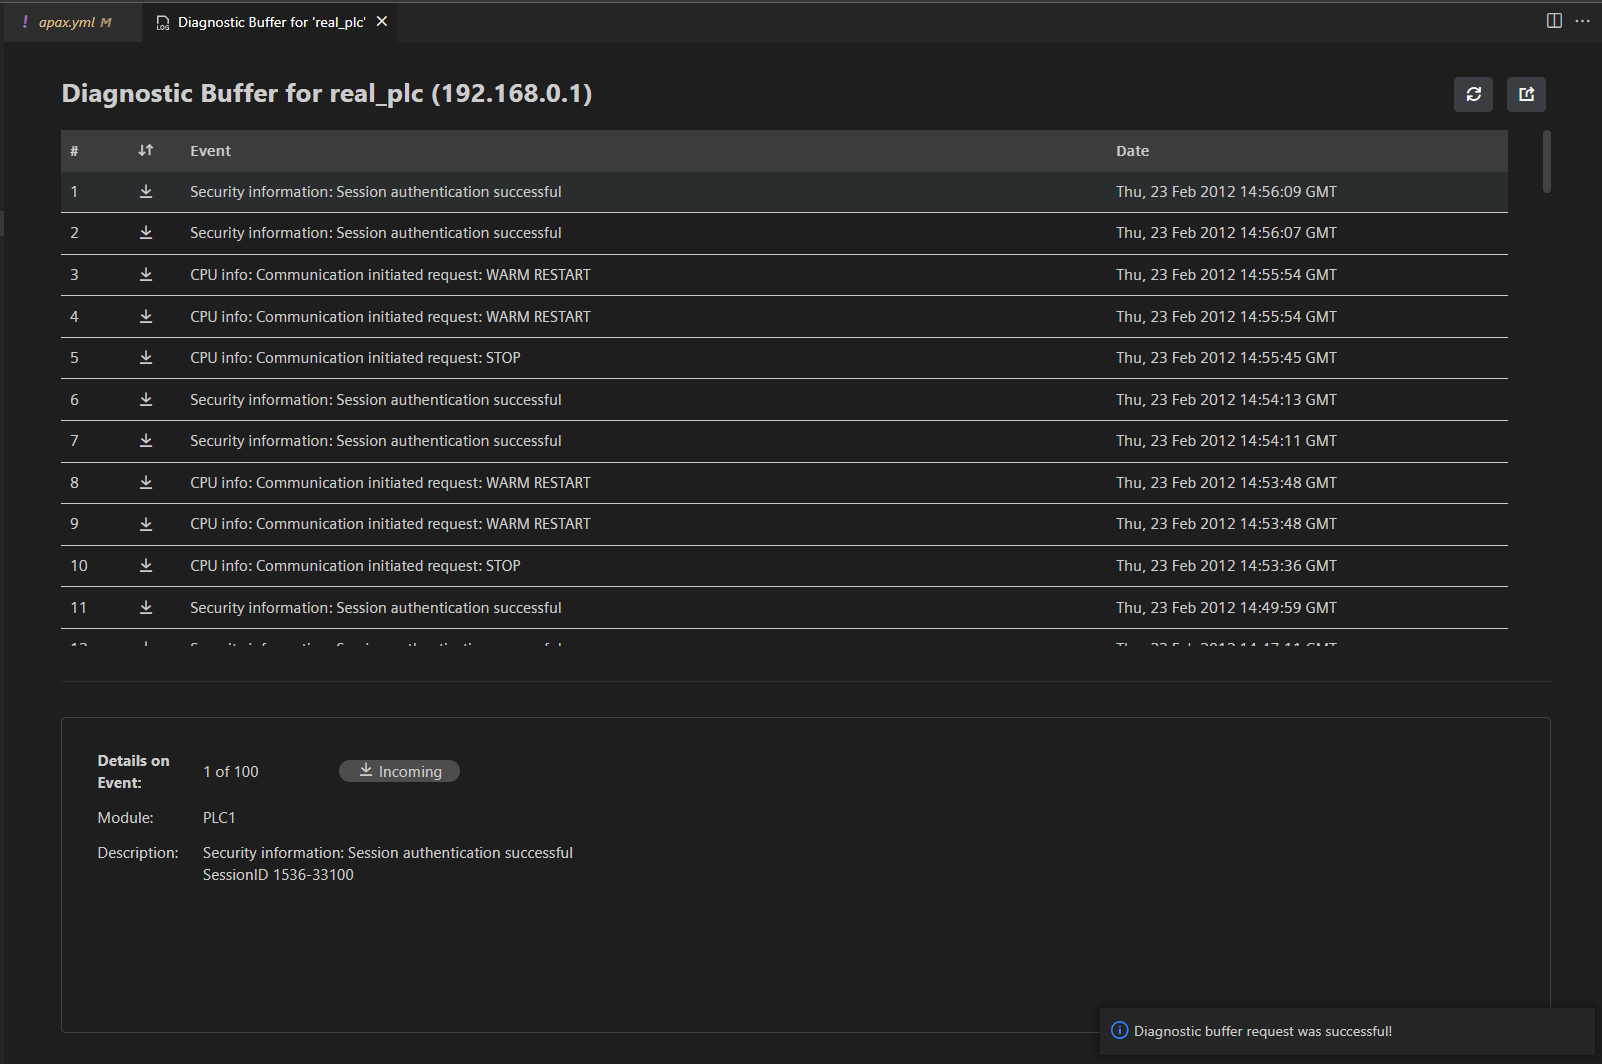 ! apax.yml M
LOG Diagnostic Buffer for 'real_plc'
Diagnostic Buffer for real_plc (192.168.0.1)
# Event Date
1 Security information: Session authentication successful Thu, 23 Feb 2012 14:56:09 GMT
2 Security information: Session authentication successful Thu, 23 Feb 2012 14:56:07 GMT
3 CPU info: Communication initiated request: WARM RESTART Thu, 23 Feb 2012 14:55:54 GMT
4 CPU info: Communication initiated request: WARM RESTART Thu, 23 Feb 2012 14:55:54 GMT
5 CPU info: Communication initiated request: STOP Thu, 23 Feb 2012 14:55:45 GMT
6 Security information: Session authentication successful Thu, 23 Feb 2012 14:54:13 GMT
7 Security information: Session authentication successful Thu, 23 Feb 2012 14:54:11 GMT
8 CPU info: Communication initiated request: WARM RESTART Thu, 23 Feb 2012 14:53:48 GMT
9 CPU info: Communication initiated request: WARM RESTART Thu, 23 Feb 2012 14:53:48 GMT
10 CPU info: Communication initiated request: STOP Thu, 23 Feb 2012 14:53:36 GMT
11 Security information: Session authentication successful Thu, 23 Feb 2012 14:49:59 GMT
Details on
Event:
1 of 100 Incoming
Module: PLC1
Description: Security information: Session authentication successful
SessionID 1536-33100
Diagnostic buffer request was successful!